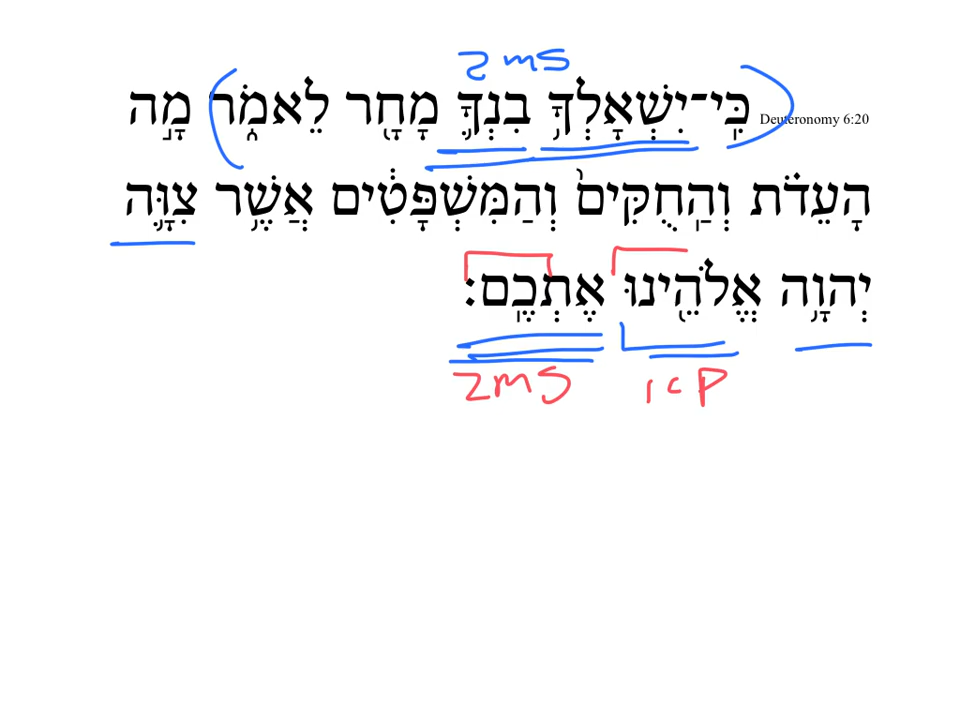 2ms
כִּֽי־יִשְׁאָלְךָ֥ בִנְךָ֛ מָחָ֖ר לֵאמֹ֑ר מָ֣ה Deuteronomy 6:20
הָעֵדֹ֗ת וְהַֽחֻקִּים֙ וְהַמִּשְׁפָּטִ֔ים אֲשֶׁ֥ר צִוָּ֛ה
יְהוָ֥ה אֱלֹהֵ֖ינוּ אֶתְכֶֽם׃
2ms 1cp